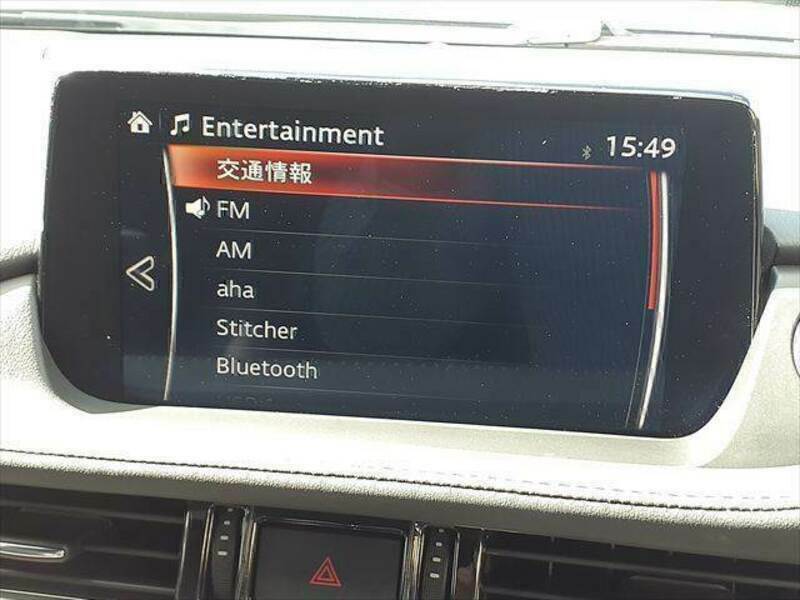 Entertainment
15:49
交通情報
FM
AM
aha
Stitcher
Bluetooth